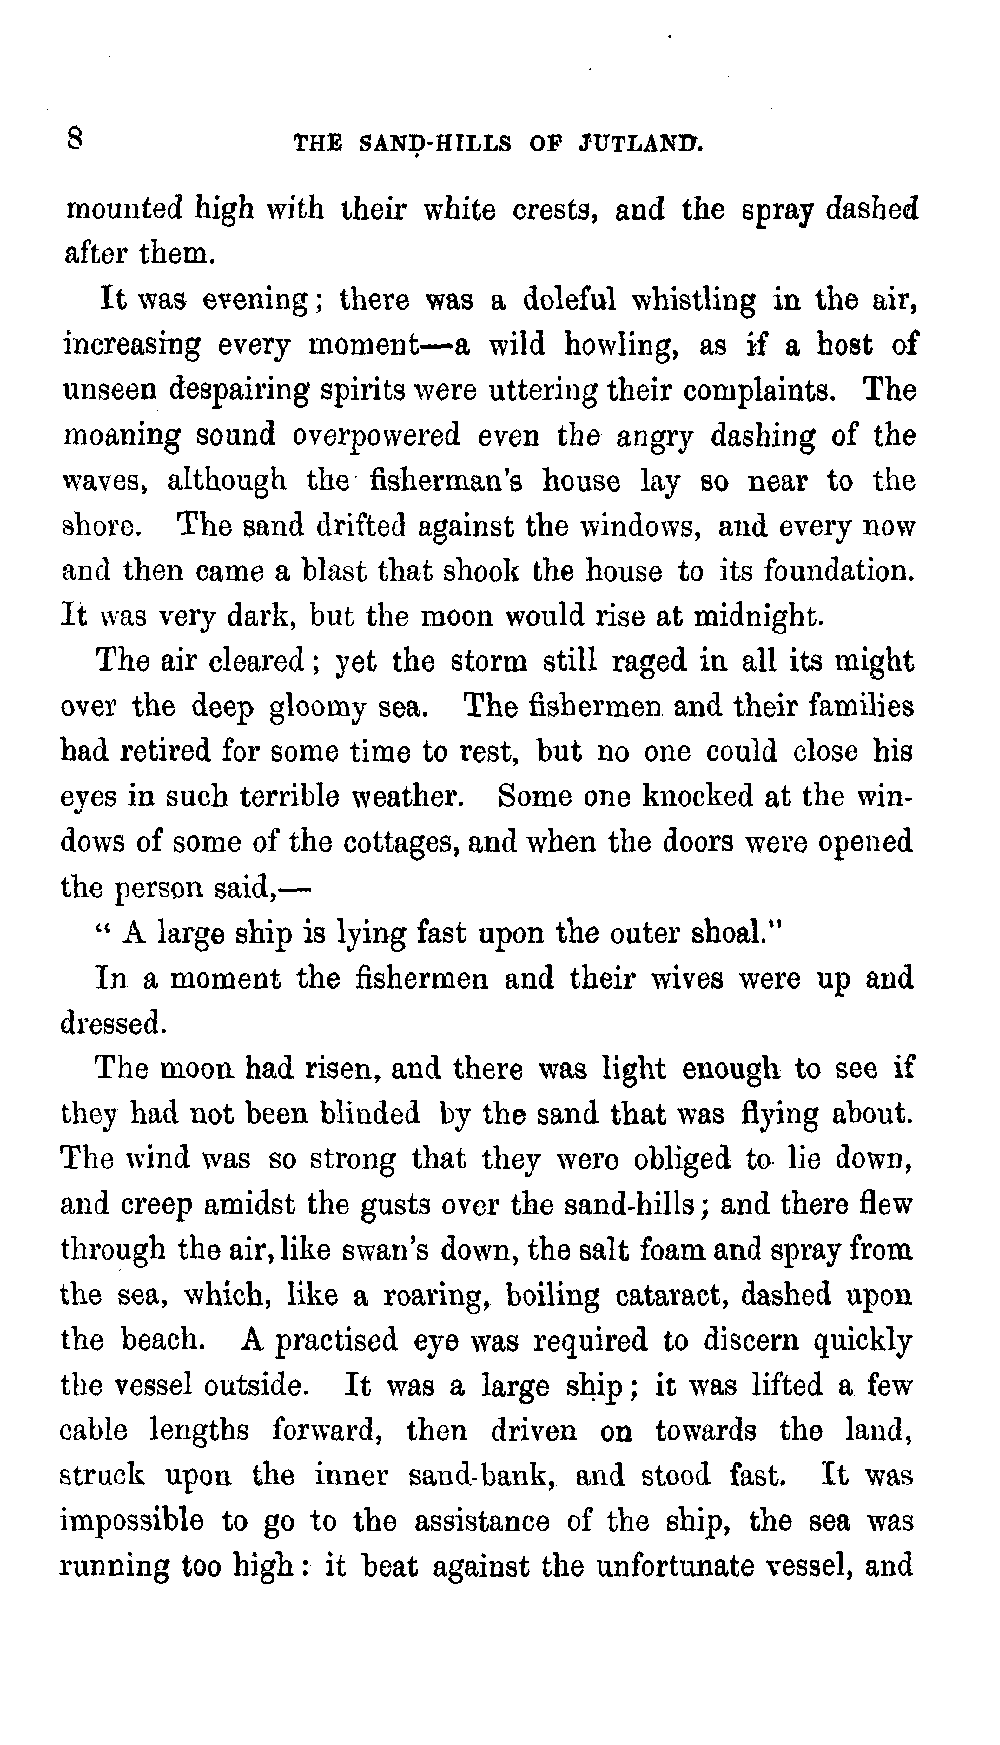 8 THE SAND-HILLS OF JUTLAND.
mounted high with their white crests, and the spray dashed
after them.
It was evening; there was a doleful whistling in the air,
increasing every moment—a wild howling, as if a host of
unseen despairing spirits were uttering their complaints. The
moaning sound overpowered even the angry dashing of the
waves, although the fisherman's house lay so near to the
shore. The sand drifted against the windows, and every now
and then came a blast that shook the house to its foundation.
It was very dark, but the moon would rise at midnight.
The air cleared; yet the storm still raged in all its might
over the deep gloomy sea. The fishermen and their families
had retired for some time to rest, but no one could close his
eyes in such terrible weather. Some one knocked at the win-
dows of some of the cottages, and when the doors were opened
the person said,—
"A large ship is lying fast upon the outer shoal."
In a moment the fishermen and their wives were up and
dressed.
The moon had risen, and there was light enough to see if
they had not been blinded by the sand that was flying about.
The wind was so strong that they were obliged to lie down,
and creep amidst the gusts over the sand-hills; and there flew
through the air, like swan's down, the salt foam and spray from
the sea, which, like a roaring, boiling cataract, dashed upon
the beach. A practised eye was required to discern quickly
the vessel outside. It was a large ship; it was lifted a few
cable lengths forward, then driven on towards the land,
struck upon the inner sand-bank, and stood fast. It was
impossible to go to the assistance of the ship, the sea was
running too high: it beat against the unfortunate vessel, and